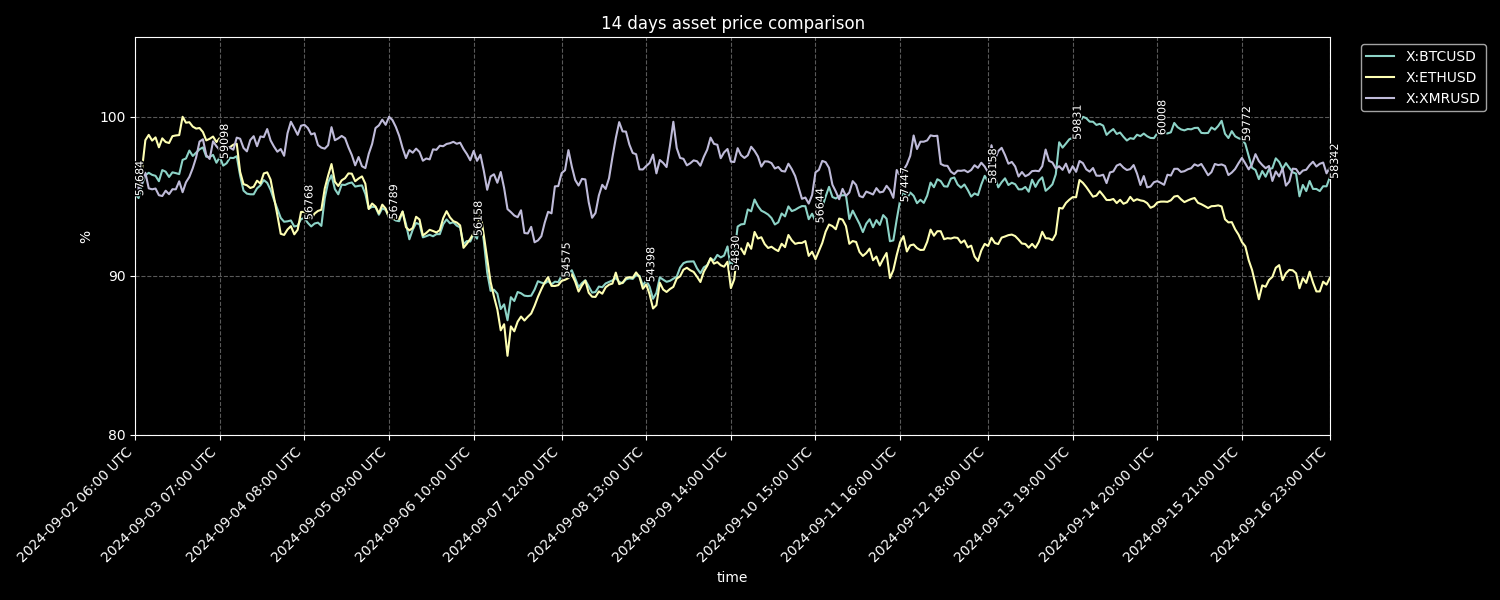 14 days asset price comparison
X:BTCUSD
X:ETHUSD
X:XMRUSD
100
90
80
%
57684
59098
56768
56789
56158
54575
54398
54830
56644
57447
58158
59831
60008
59772
58342
2024-09-02 06:00 UTC
2024-09-03 07:00 UTC
2024-09-04 08:00 UTC
2024-09-05 09:00 UTC
2024-09-06 10:00 UTC
2024-09-07 12:00 UTC
2024-09-08 13:00 UTC
2024-09-09 14:00 UTC
2024-09-10 15:00 UTC
2024-09-11 16:00 UTC
2024-09-12 18:00 UTC
2024-09-13 19:00 UTC
2024-09-14 20:00 UTC
2024-09-15 21:00 UTC
2024-09-16 23:00 UTC
time